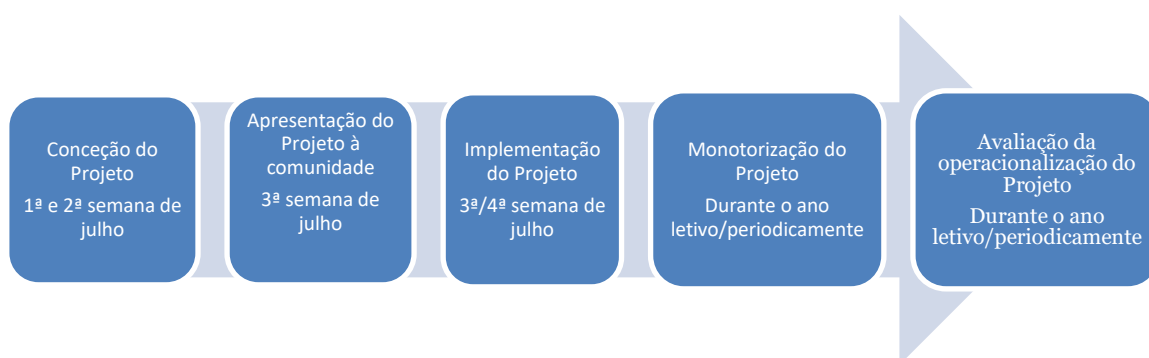 Conceção do
Projeto
1ª e 2ª semana de
julho
Apresentação do
Projeto à
comunidade
3ª semana de
julho
Implementação
do Projeto
3ª/4ª semana de
julho
Monotorização do
Projeto
Durante o ano
letivo/periodicamente
Avaliação da
operacionalização do
Projeto
Durante o ano
letivo/periodicamente